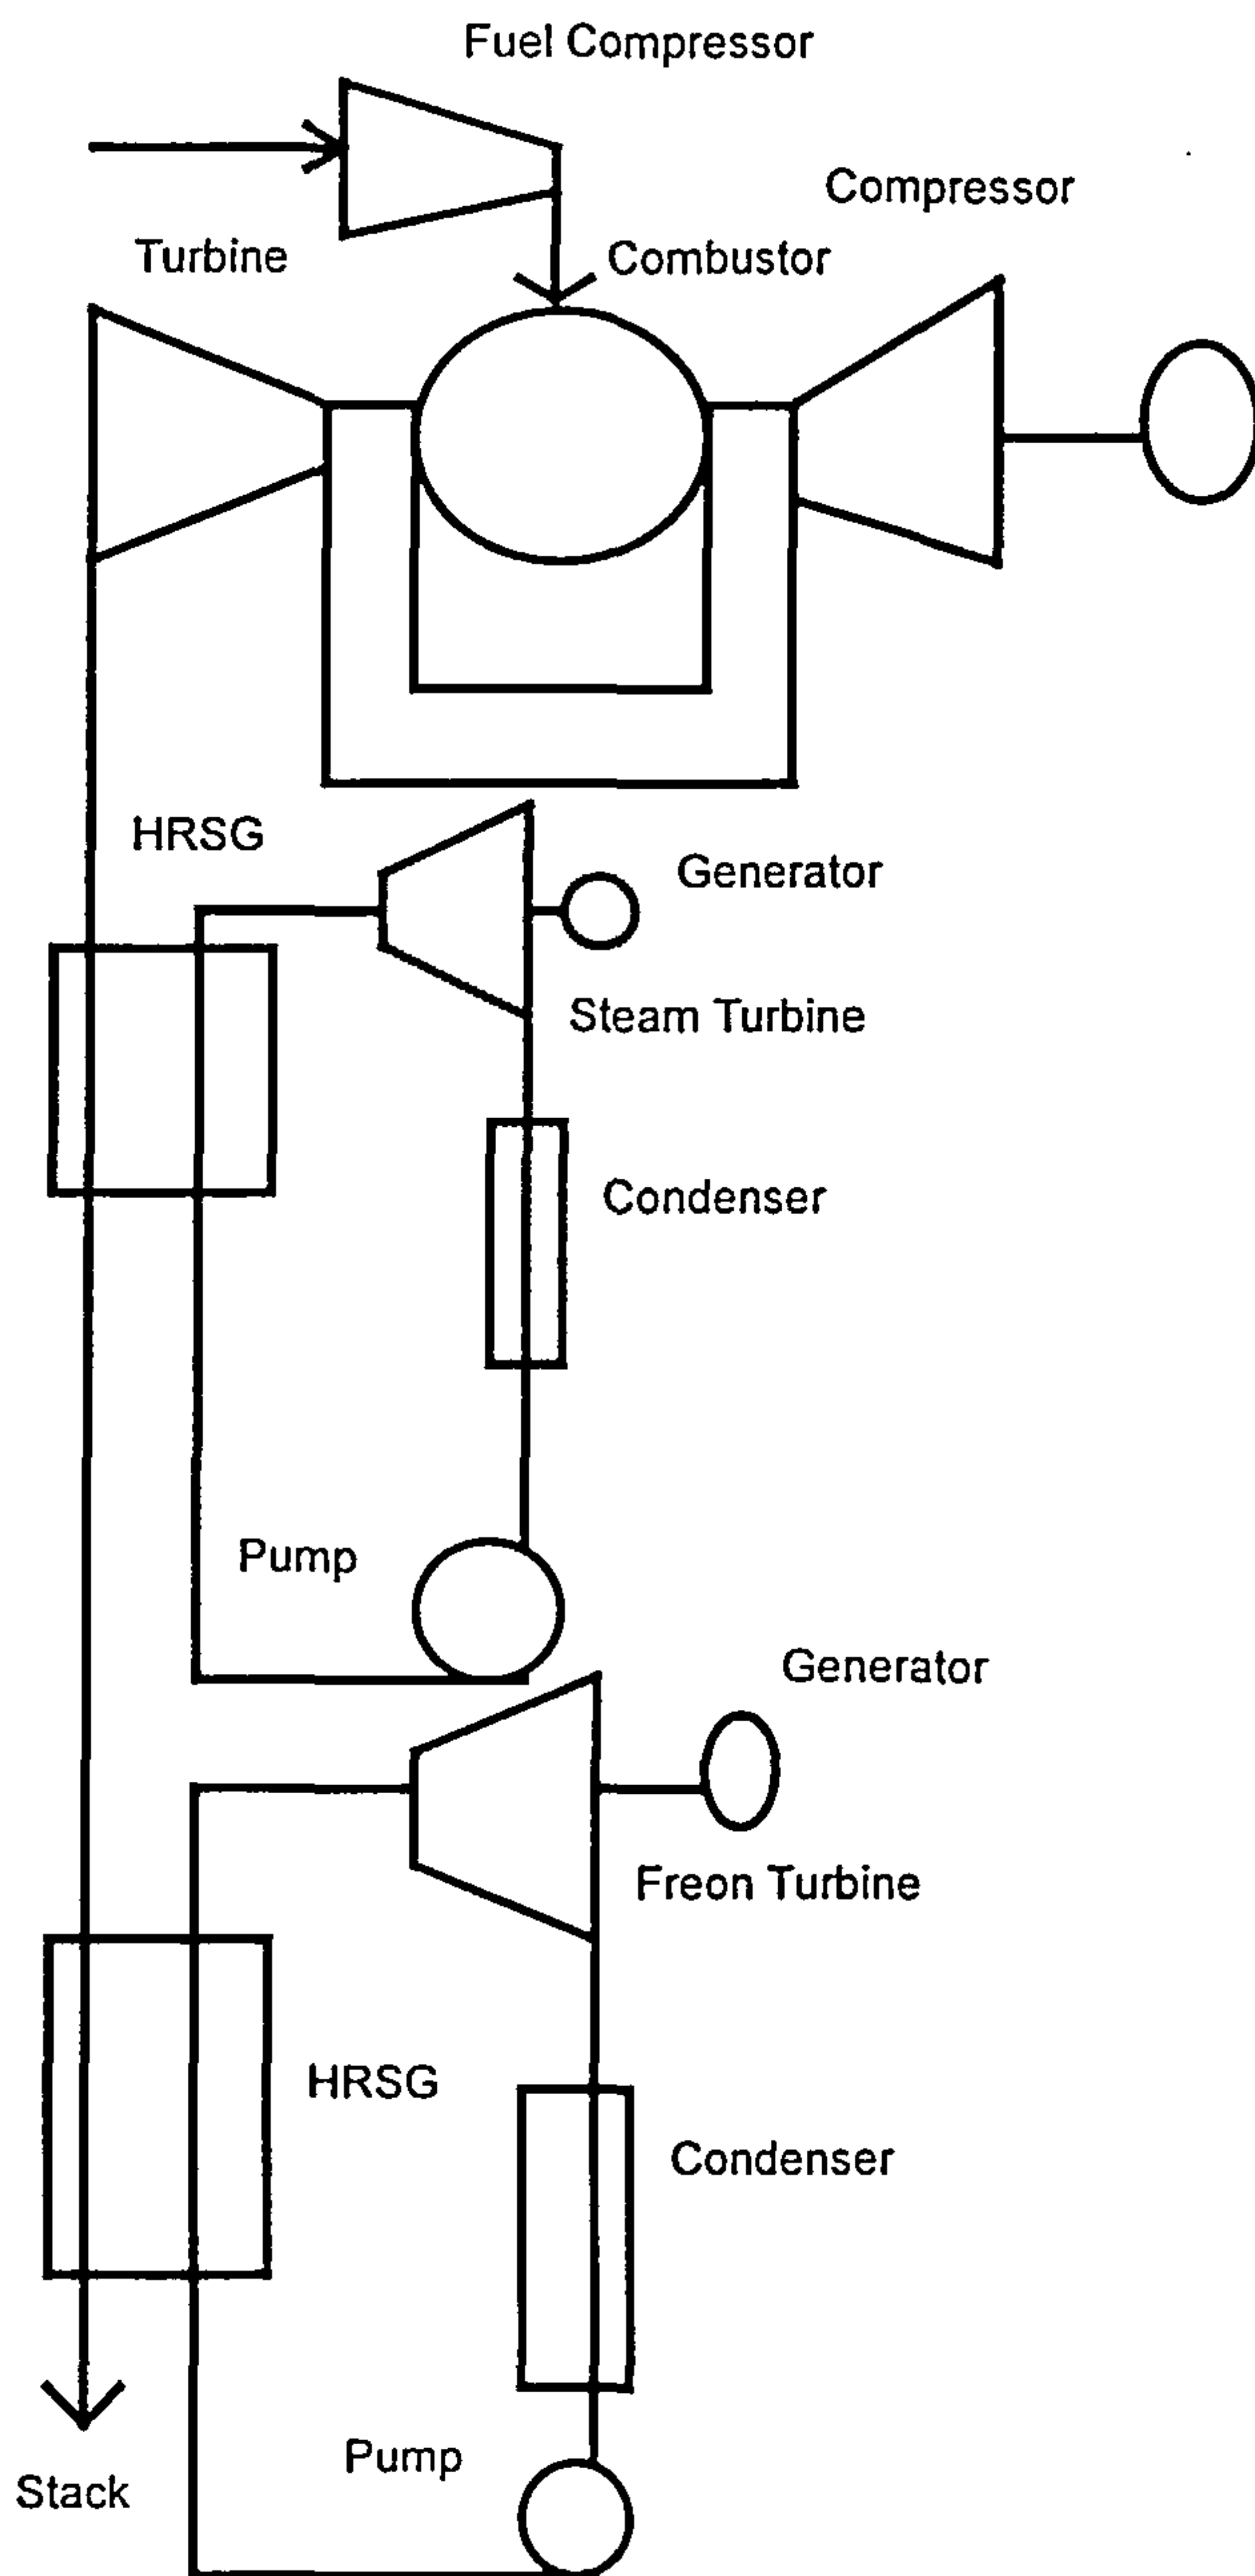 Fuel Compressor
Compressor
Turbine
Combustor
HRSG
Generator
Steam Turbine
Condenser
Pump
Generator
Freon Turbine
HRSG
Condenser
Pump
Stack